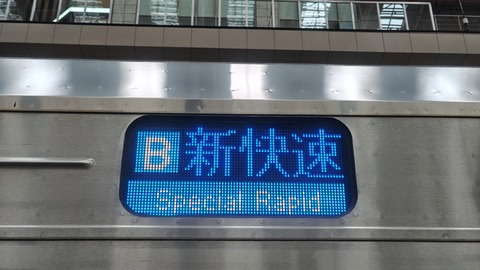 B 新快速
Special Rapid